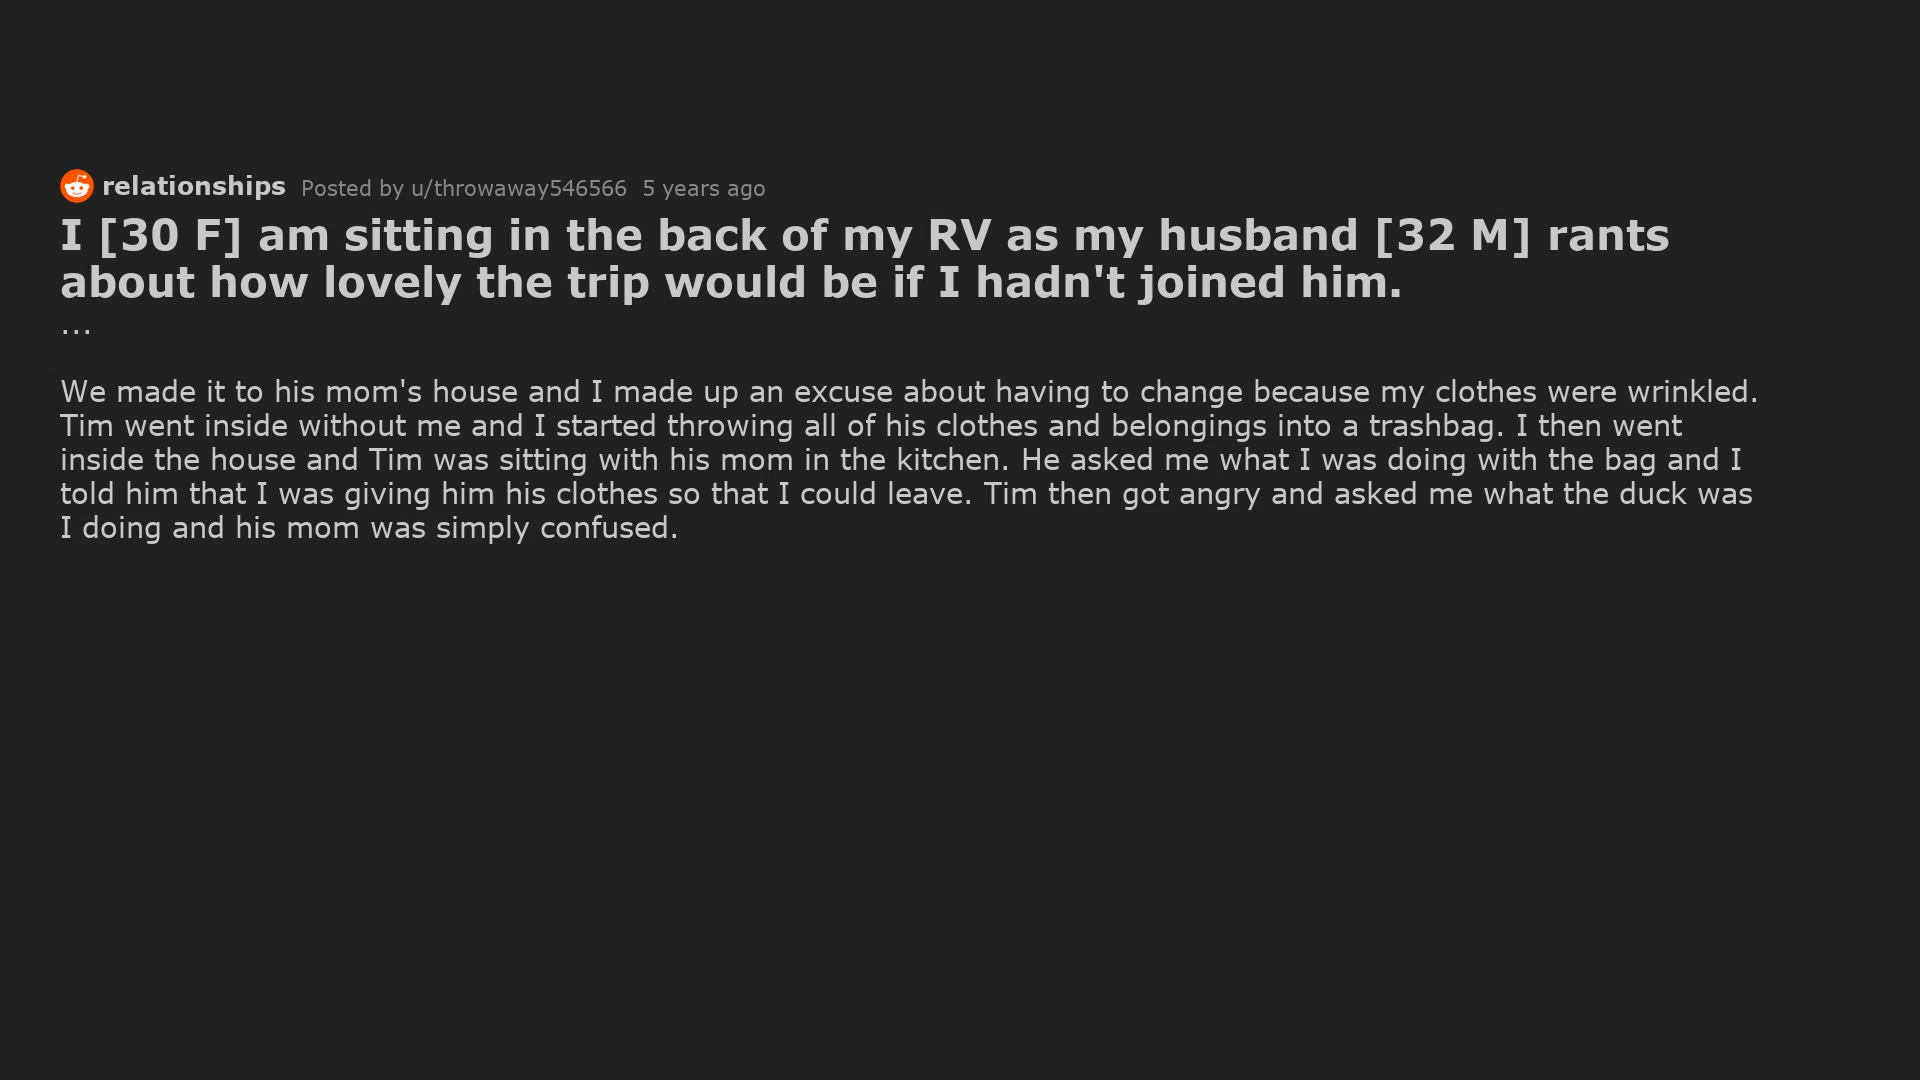 relationships Posted by u/throwaway546566 5 years ago
I [30 F] am sitting in the back of my RV as my husband [32 M] rants
about how lovely the trip would be if I hadn't joined him.
...
We made it to his mom's house and I made up an excuse about having to change because my clothes were wrinkled.
Tim went inside without me and I started throwing all of his clothes and belongings into a trashbag. I then went
inside the house and Tim was sitting with his mom in the kitchen. He asked me what I was doing with the bag and I
told him that I was giving him his clothes so that I could leave. Tim then got angry and asked me what the duck was
I doing and his mom was simply confused.